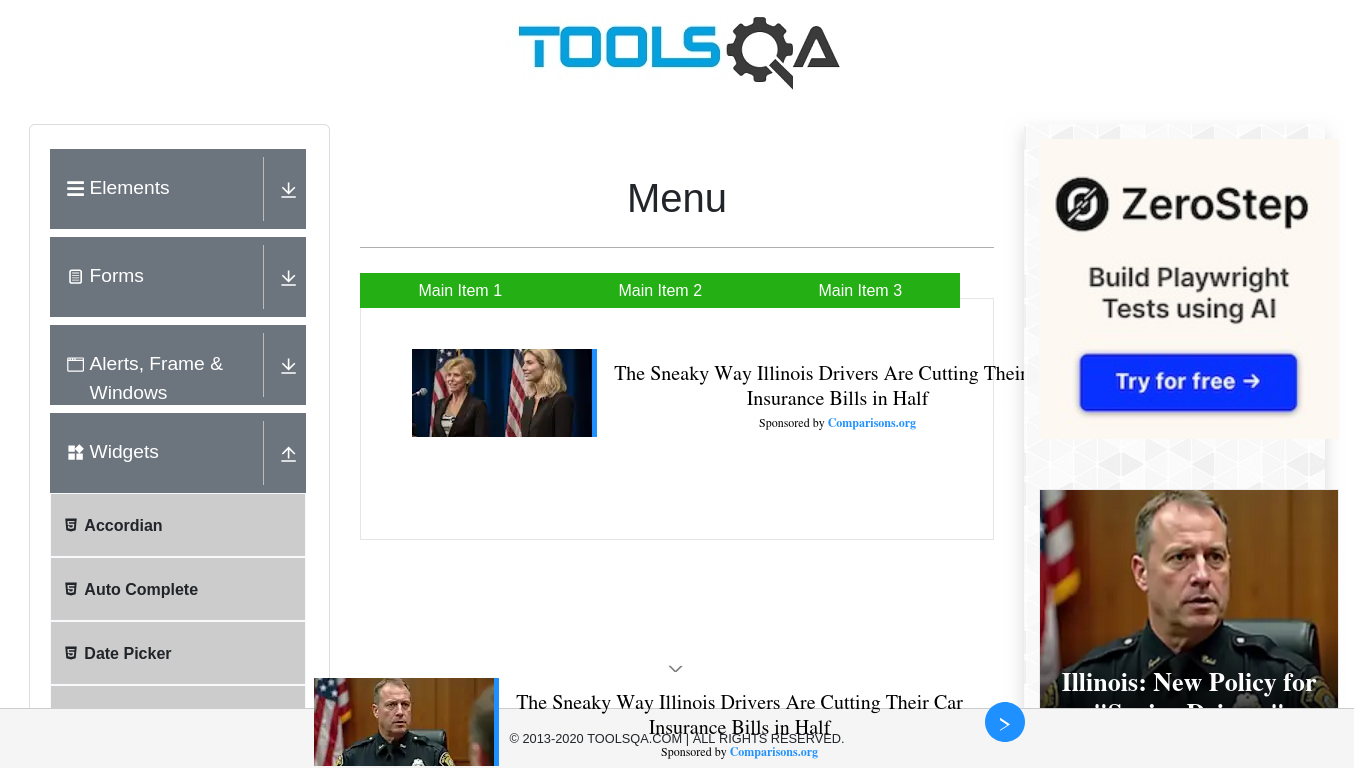 TOOLSQA
Elements
Forms
Alerts, Frame &
Windows
Widgets
Accordian
Auto Complete
Date Picker
Menu
Main Item 1
Main Item 2
Main Item 3
The Sneaky Way Illinois Drivers Are Cutting Their
Insurance Bills in Half
Sponsored by Comparisons.org
ZeroStep
Build Playwright
Tests using AI
Try for free →
Illinois: New Policy for
The Sneaky Way Illinois Drivers Are Cutting Their Car
Insurance Bills in Half
© 2013-2020 TOOLSQA.COM | ALL RIGHTS RESERVED.
Sponsored by Comparisons.org